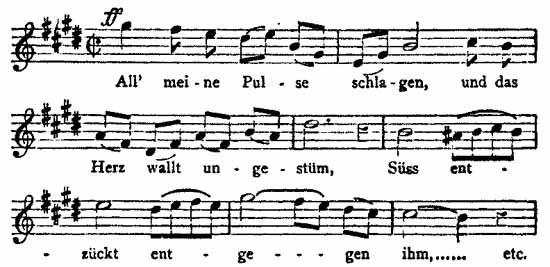 ff
All' mei - ne Pul - se schla - gen, und das
Herz wallt un - ge - stüm, Süss ent -
- zückt ent - ge - - - gen ihm,...... etc.